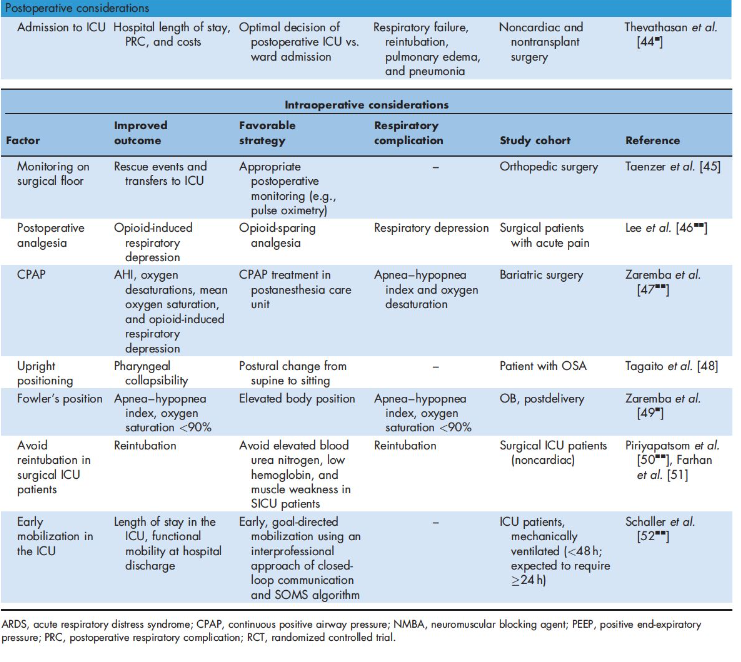 Postoperative considerations
Admission to ICU Hospital length of stay, PRC, and costs Optimal decision of postoperative ICU vs. ward admission Respiratory failure, reintubation, pulmonary edema, and pneumonia Noncardiac and nontransplant surgery Thevathasan et al. [44■]
Intraoperative considerations
Factor Improved outcome Favorable strategy Respiratory complication Study cohort Reference
Monitoring on surgical floor Rescue events and transfers to ICU Appropriate postoperative monitoring (e.g., pulse oximetry) – Orthopedic surgery Taenzer et al. [45]
Postoperative analgesia Opioid-induced respiratory depression Opioid-sparing analgesia Respiratory depression Surgical patients with acute pain Lee et al. [46■■]
CPAP AHI, oxygen desaturations, mean oxygen saturation, and opioid-induced respiratory depression CPAP treatment in postanesthesia care unit Apnea–hypopnea index and oxygen desaturation Bariatric surgery Zaremba et al. [47■■]
Upright positioning Pharyngeal collapsibility Postural change from supine to sitting – Patient with OSA Tagaito et al. [48]
Fowler's position Apnea–hypopnea index, oxygen saturation <90% Elevated body position Apnea–hypopnea index, oxygen saturation <90% OB, postdelivery Zaremba et al. [49■]
Avoid reintubation in surgical ICU patients Reintubation Avoid elevated blood urea nitrogen, low hemoglobin, and muscle weakness in SICU patients Reintubation Surgical ICU patients (noncardiac) Piriyapatsom et al. [50■■], Farhan et al. [51]
Early mobilization in the ICU Length of stay in the ICU, functional mobility at hospital discharge Early, goal-directed mobilization using an interprofessional approach of closed-loop communication and SOMS algorithm – ICU patients, mechanically ventilated (<48 h; expected to require ≥24 h) Schaller et al. [52■■]
ARDS, acute respiratory distress syndrome; CPAP, continuous positive airway pressure; NMBA, neuromuscular blocking agent; PEEP, positive end-expiratory
pressure; PRC, postoperative respiratory complication; RCT, randomized controlled trial.